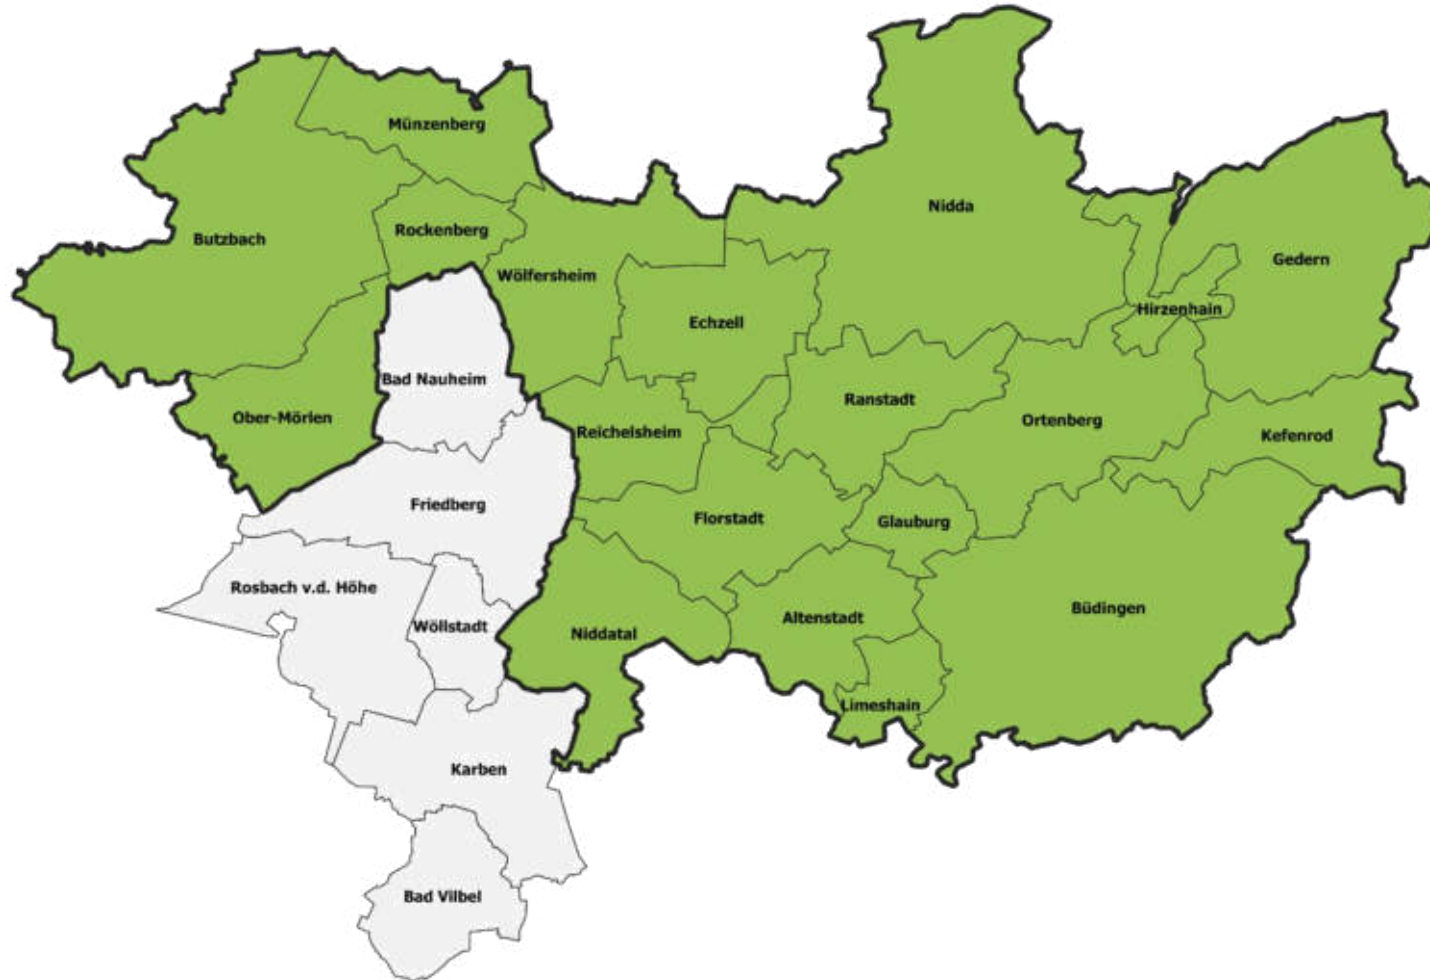 Münzenberg
Nidda
Rockenberg
Butzbach
Gedern
Wölfersheim
Hirzenhain
Echzell
Bad Nauheim
Ranstadt
Ober-Mörlen
Ortenberg
Reichelsheim
Kefenrod
Friedberg
Florstadt
Glauburg
Rosbach v.d. Höhe
Büdingen
Altenstadt
Wöllstadt
Niddatal
Limeshain
Karben
Bad Vilbel